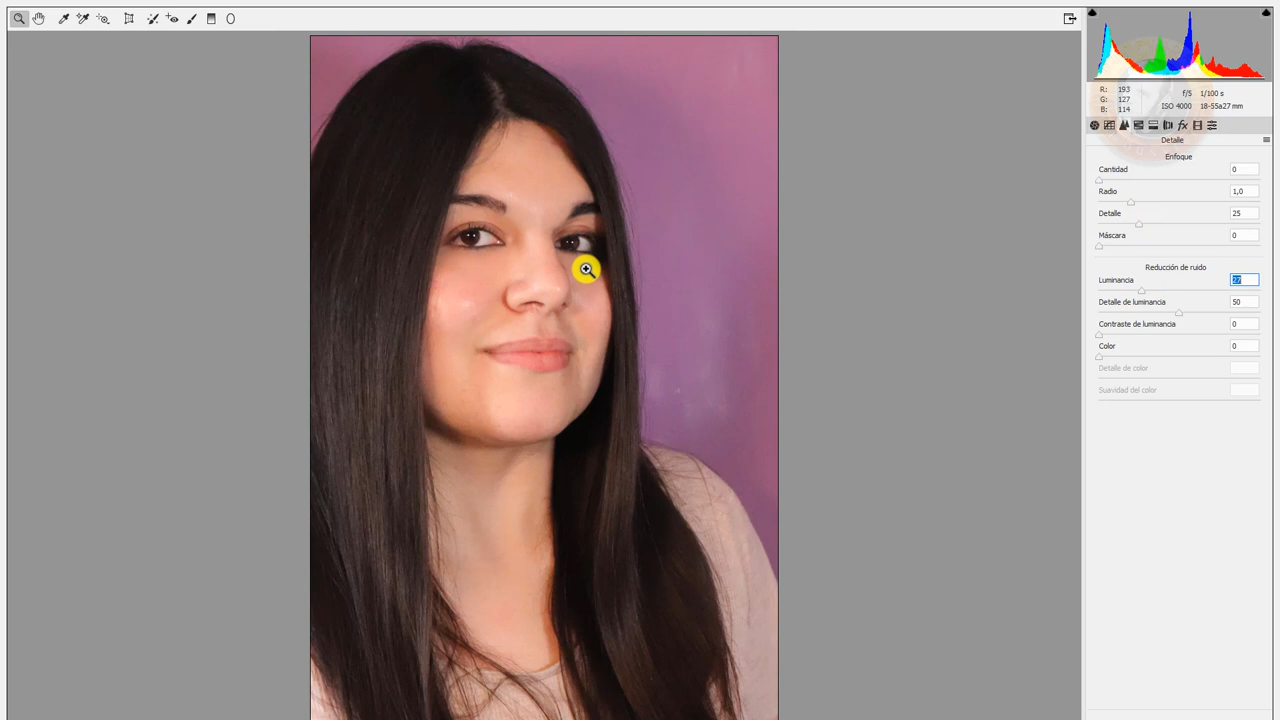 R: 193
G: 127
B: 114
f/5 1/100 s
ISO 4000 18-55a27 mm
fx
Detalle
Enfoque
Cantidad 0
Radio 1,0
Detalle 25
Máscara 0
Reducción de ruido
Luminancia 27
Detalle de luminancia 50
Contraste de luminancia 0
Color 0
Detalle de color
Suavidad del color